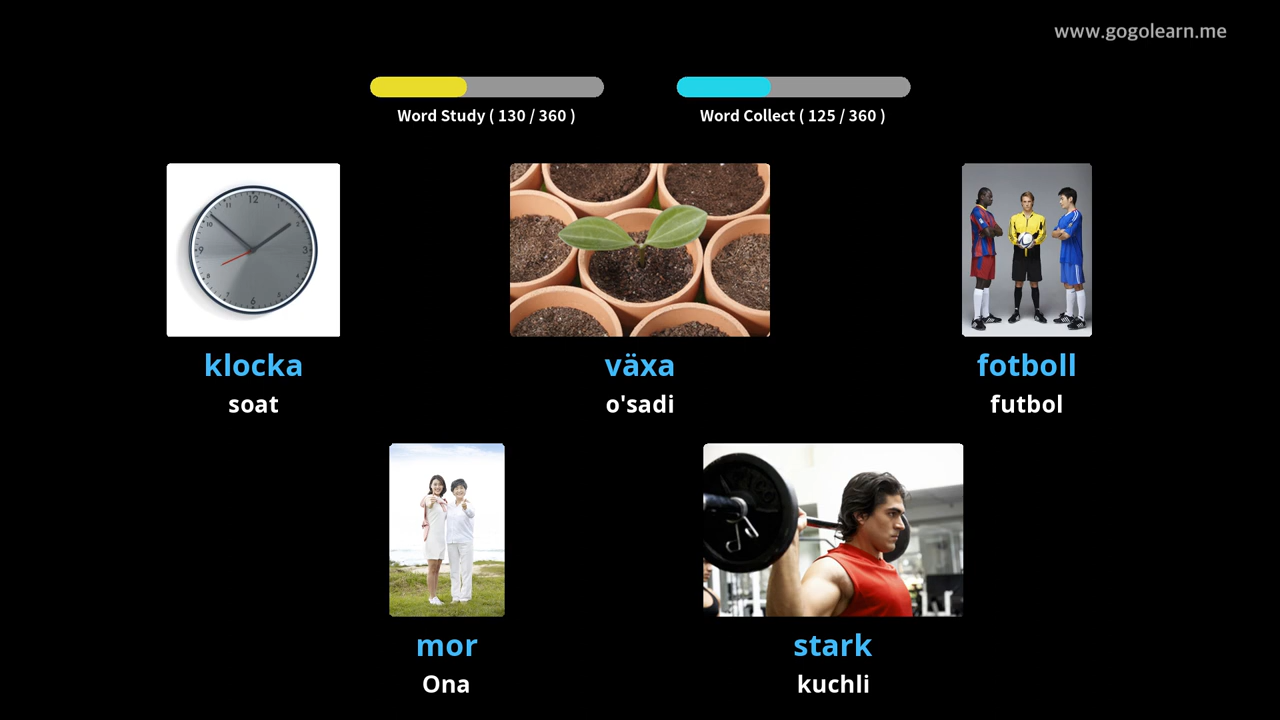 www.gogolearn.me
Word Study ( 130 / 360 )
Word Collect ( 125 / 360 )
klocka
soat
växa
o'sadi
fotboll
futbol
mor
Ona
stark
kuchli